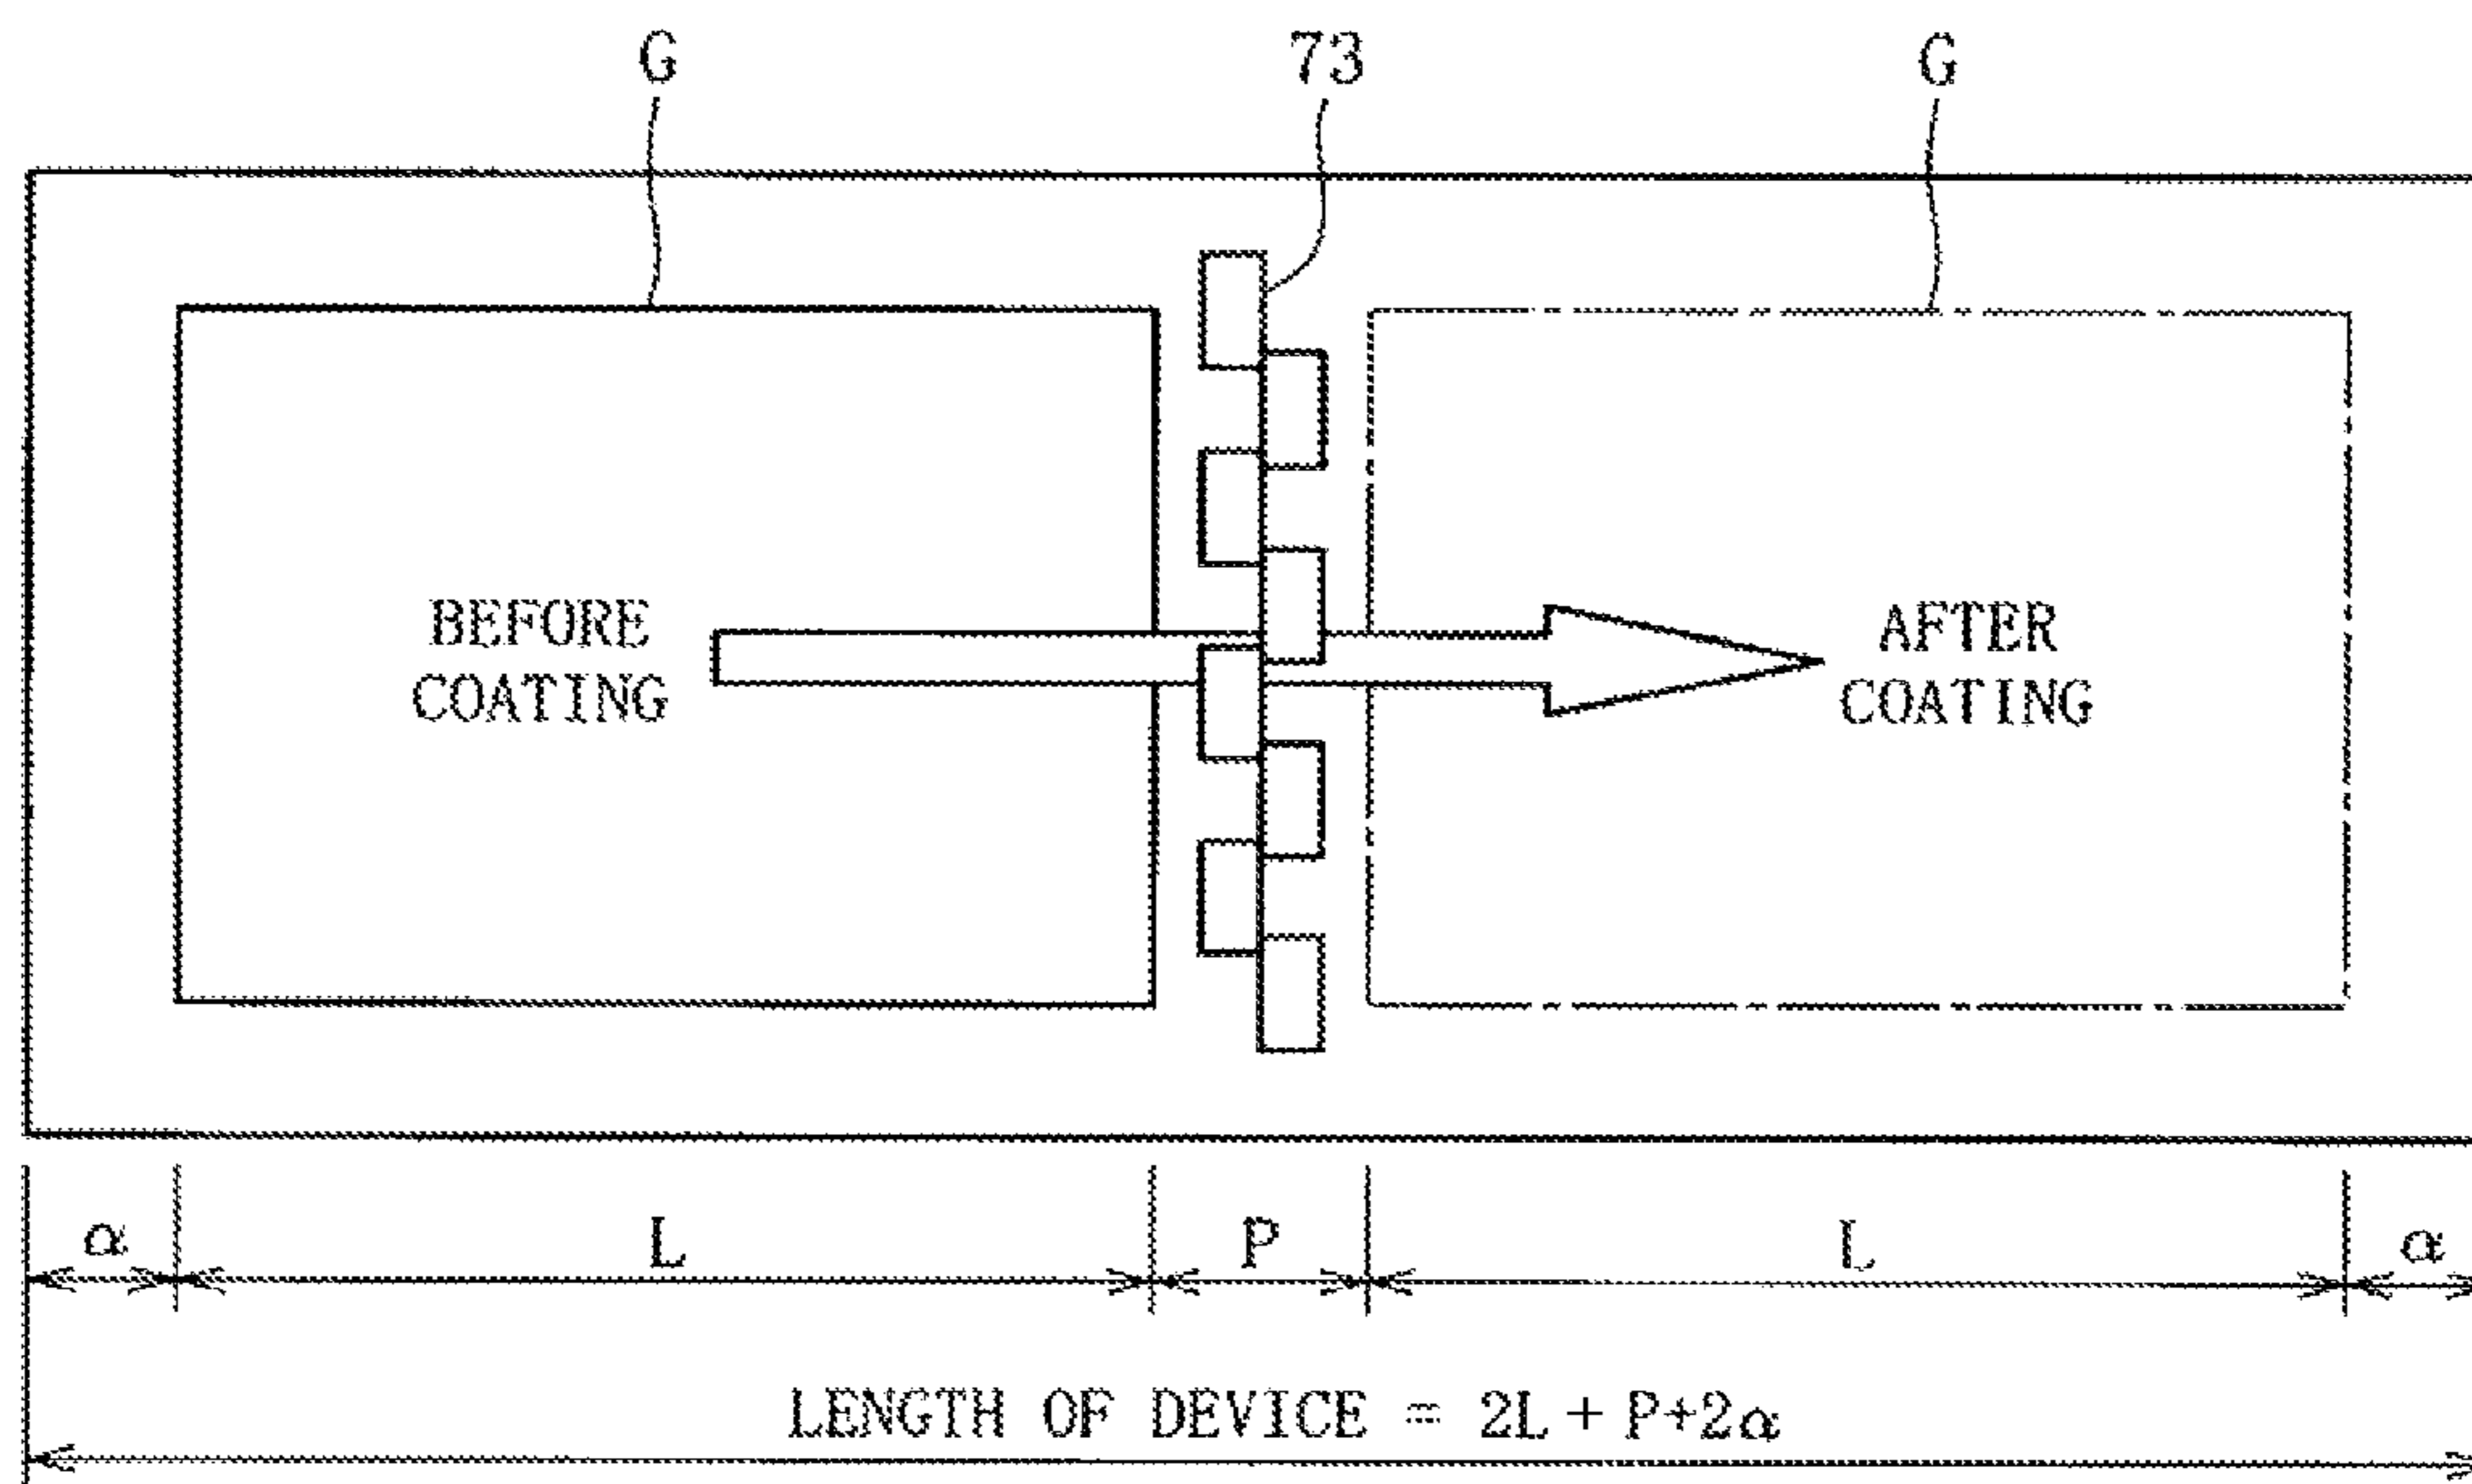 G
73
G
BEFORE
COATING
AFTER
COATING
α
L
P
L
α
LENGTH OF DEVICE = 2L + P+2α